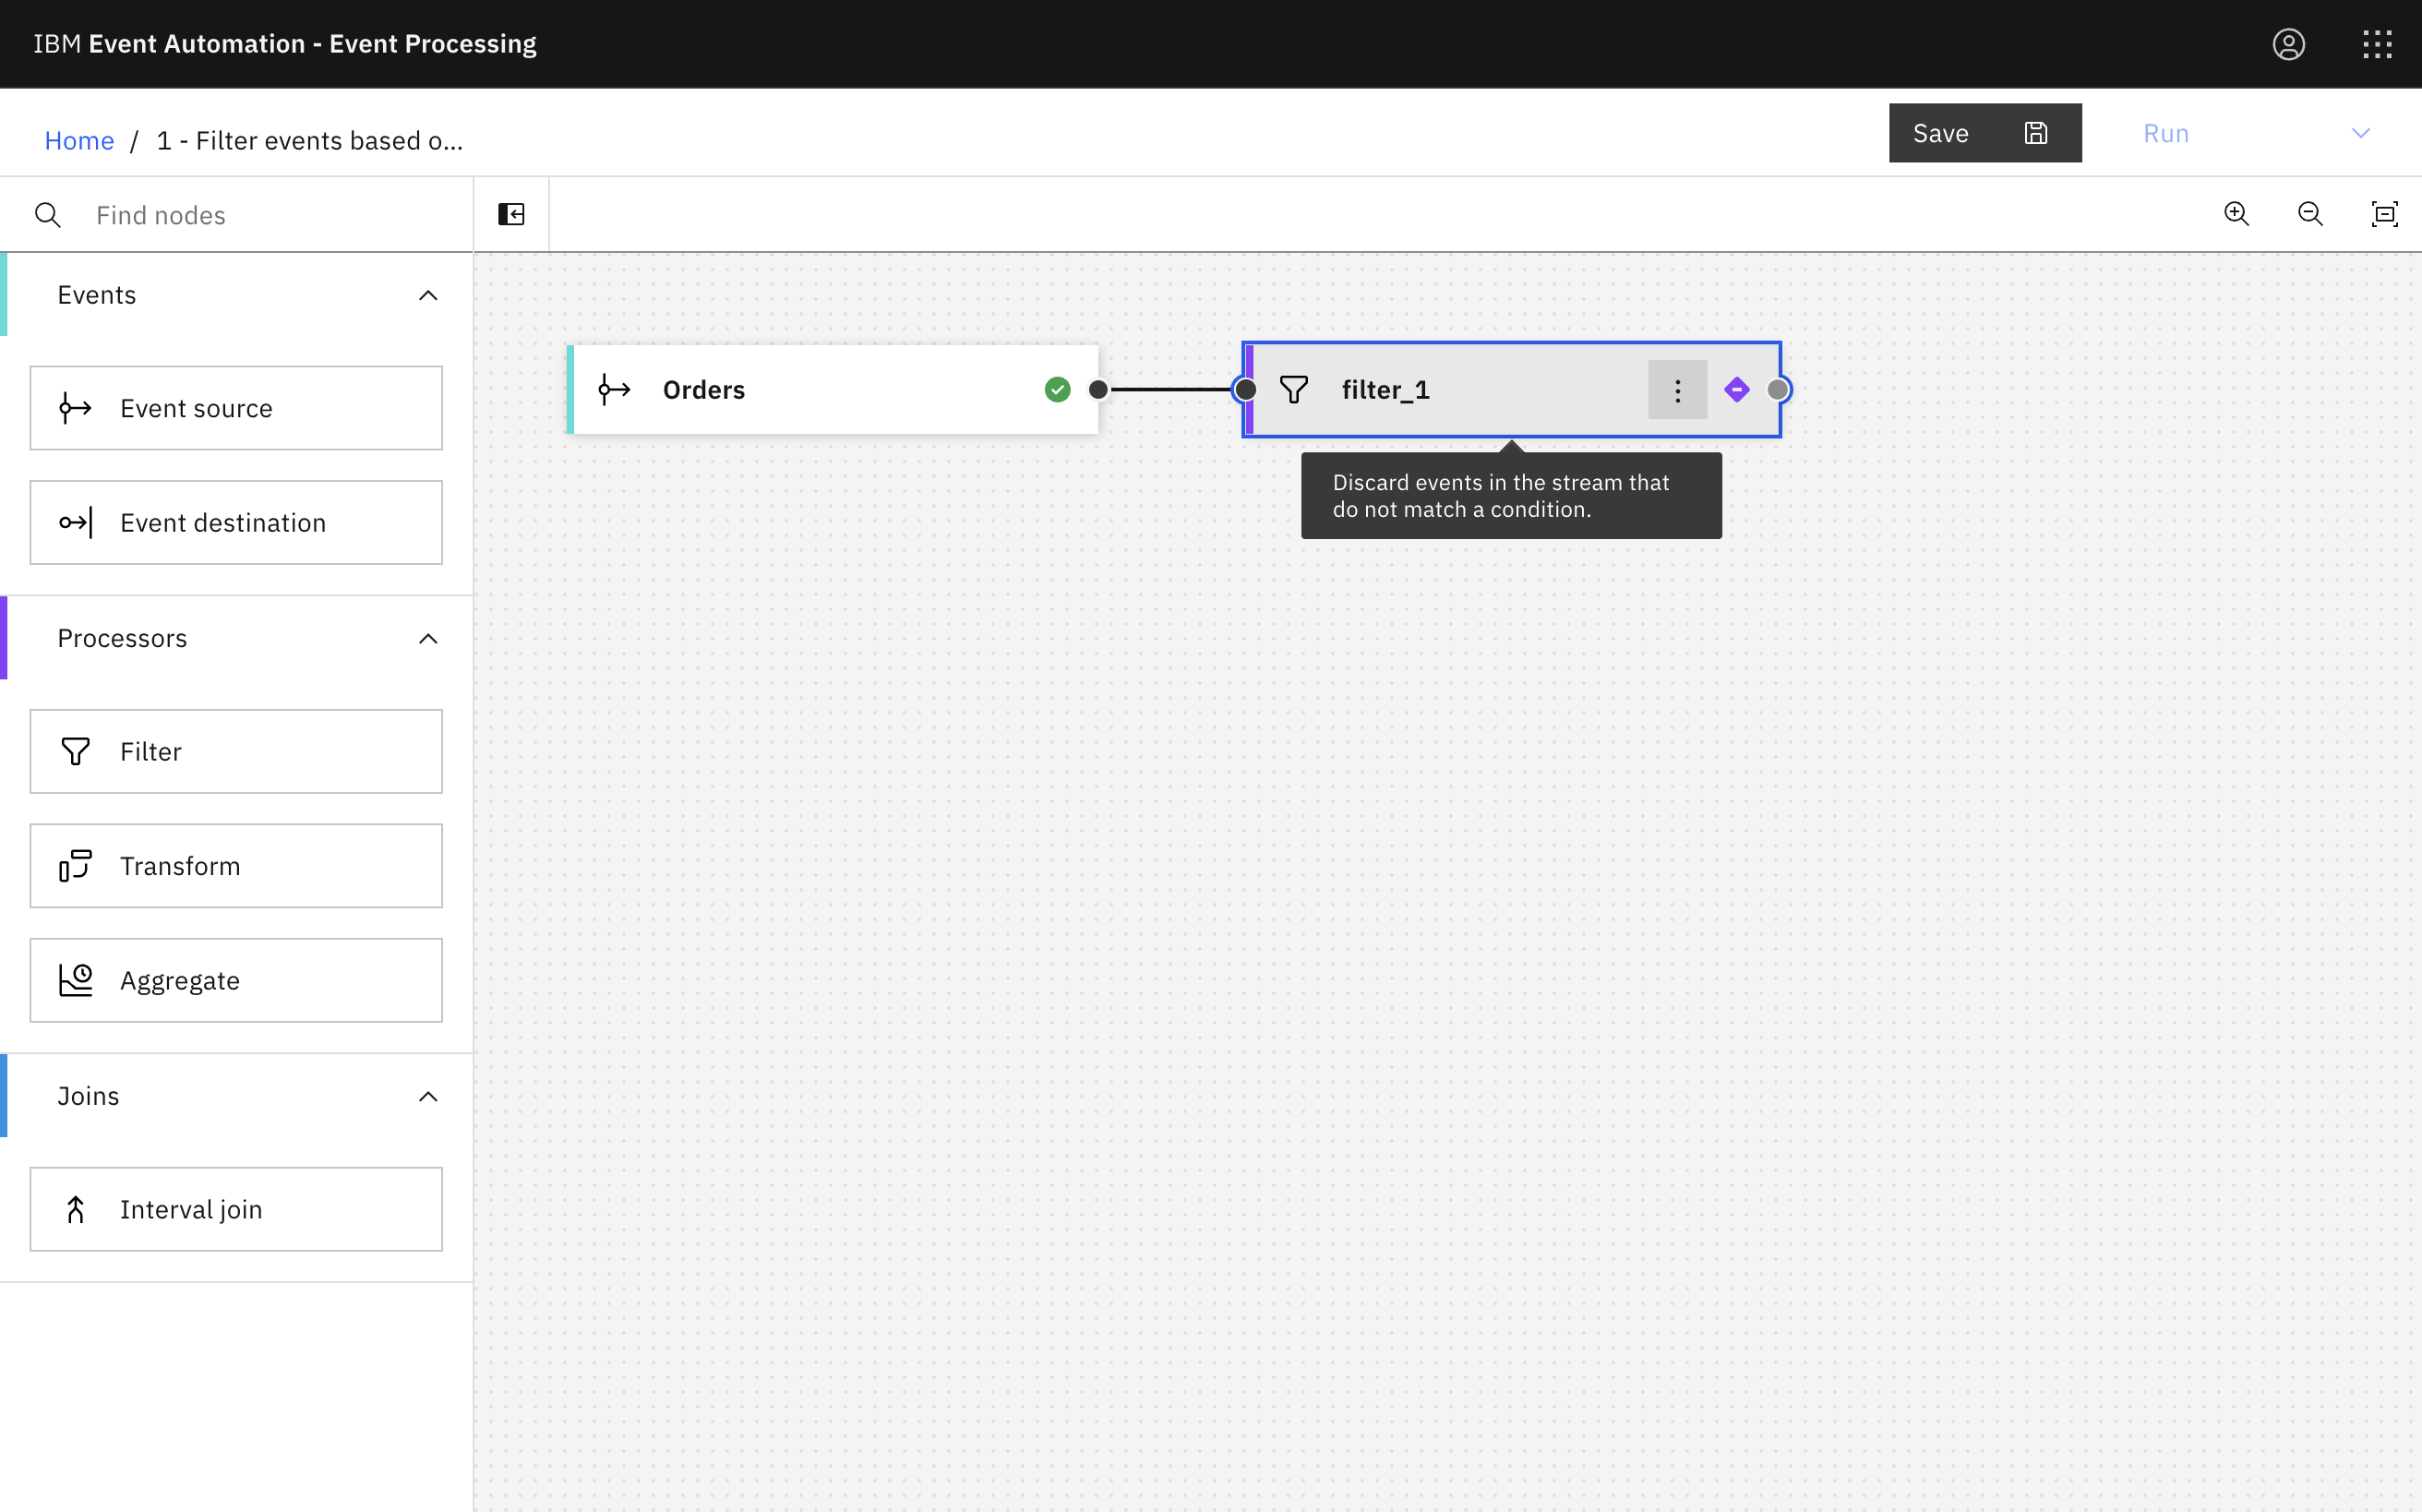 IBM Event Automation - Event Processing
Home / 1 - Filter events based o...
Save
Run
Find nodes
Events
Event source
Event destination
Processors
Filter
Transform
Aggregate
Joins
Interval join
Orders
filter_1
Discard events in the stream that
do not match a condition.